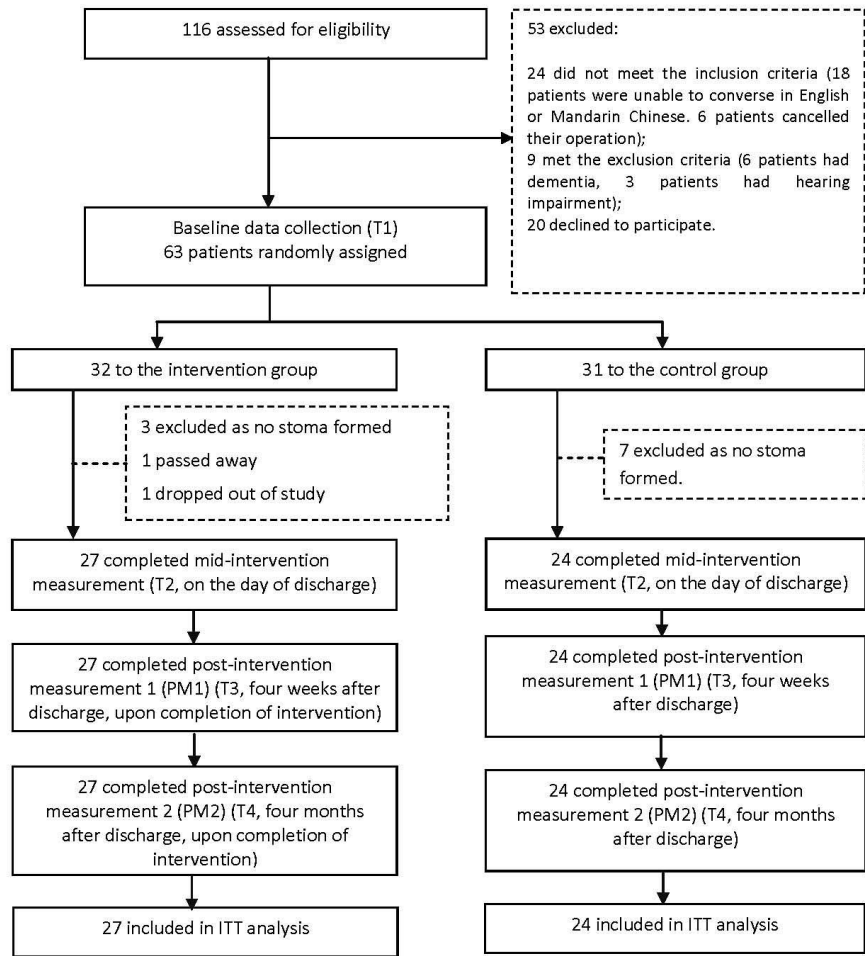 116 assessed for eligibility
53 excluded:
24 did not meet the inclusion criteria (18
patients were unable to converse in English
or Mandarin Chinese. 6 patients cancelled
their operation);
9 met the exclusion criteria (6 patients had
dementia, 3 patients had hearing
impairment);
20 declined to participate.
Baseline data collection (T1)
63 patients randomly assigned
32 to the intervention group
31 to the control group
3 excluded as no stoma formed
1 passed away
1 dropped out of study
7 excluded as no stoma
formed.
27 completed mid-intervention
measurement (T2, on the day of discharge)
24 completed mid-intervention
measurement (T2, on the day of discharge)
27 completed post-intervention
measurement 1 (PM1) (T3, four weeks after
discharge, upon completion of intervention)
24 completed post-intervention
measurement 1 (PM1) (T3, four weeks
after discharge)
27 completed post-intervention
measurement 2 (PM2) (T4, four months
after discharge, upon completion of
intervention)
24 completed post-intervention
measurement 2 (PM2) (T4, four months
after discharge)
27 included in ITT analysis
24 included in ITT analysis